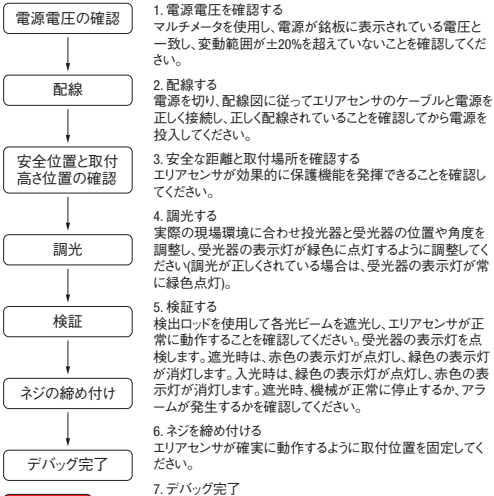 電源電圧の確認
配線
安全位置と取付
高さ位置の確認
調光
検証
ネジの締め付け
デバッグ完了
1. 電源電圧を確認する
マルチメータを使用し、電源が銘板に表示されている電圧と
一致し、変動範囲が±20%を超えていないことを確認してくだ
さい。
2. 配線する
電源を切り、配線図に従ってエリアセンサのケーブルと電源を
正しく接続し、正しく配線されていることを確認してから電源を
投入してください。
3. 安全な距離と取付場所を確認する
エリアセンサが効果的に保護機能を発揮できることを確認し
てください。
4. 調光する
実際の現場環境に合わせ投光器と受光器の位置や角度を
調整し、受光器の表示灯が緑色に点灯するように調整してく
ださい(調光が正しくされている場合は、受光器の表示灯が常
に緑色点灯)。
5. 検証する
検出ロッドを使用して各光ビームを遮光し、エリアセンサが正
常に動作することを確認してください。受光器の表示灯を点
検します。遮光時は、赤色の表示灯が点灯し、緑色の表示灯
が消灯します。入光時は、緑色の表示灯が点灯し、赤色の表
示灯が消灯します。遮光時、機械が正常に停止するか、アラ
ームが発生するかを確認してください。
6. ネジを締め付ける
エリアセンサが確実に動作するように取付位置を固定してく
ださい。
7. デバッグ完了